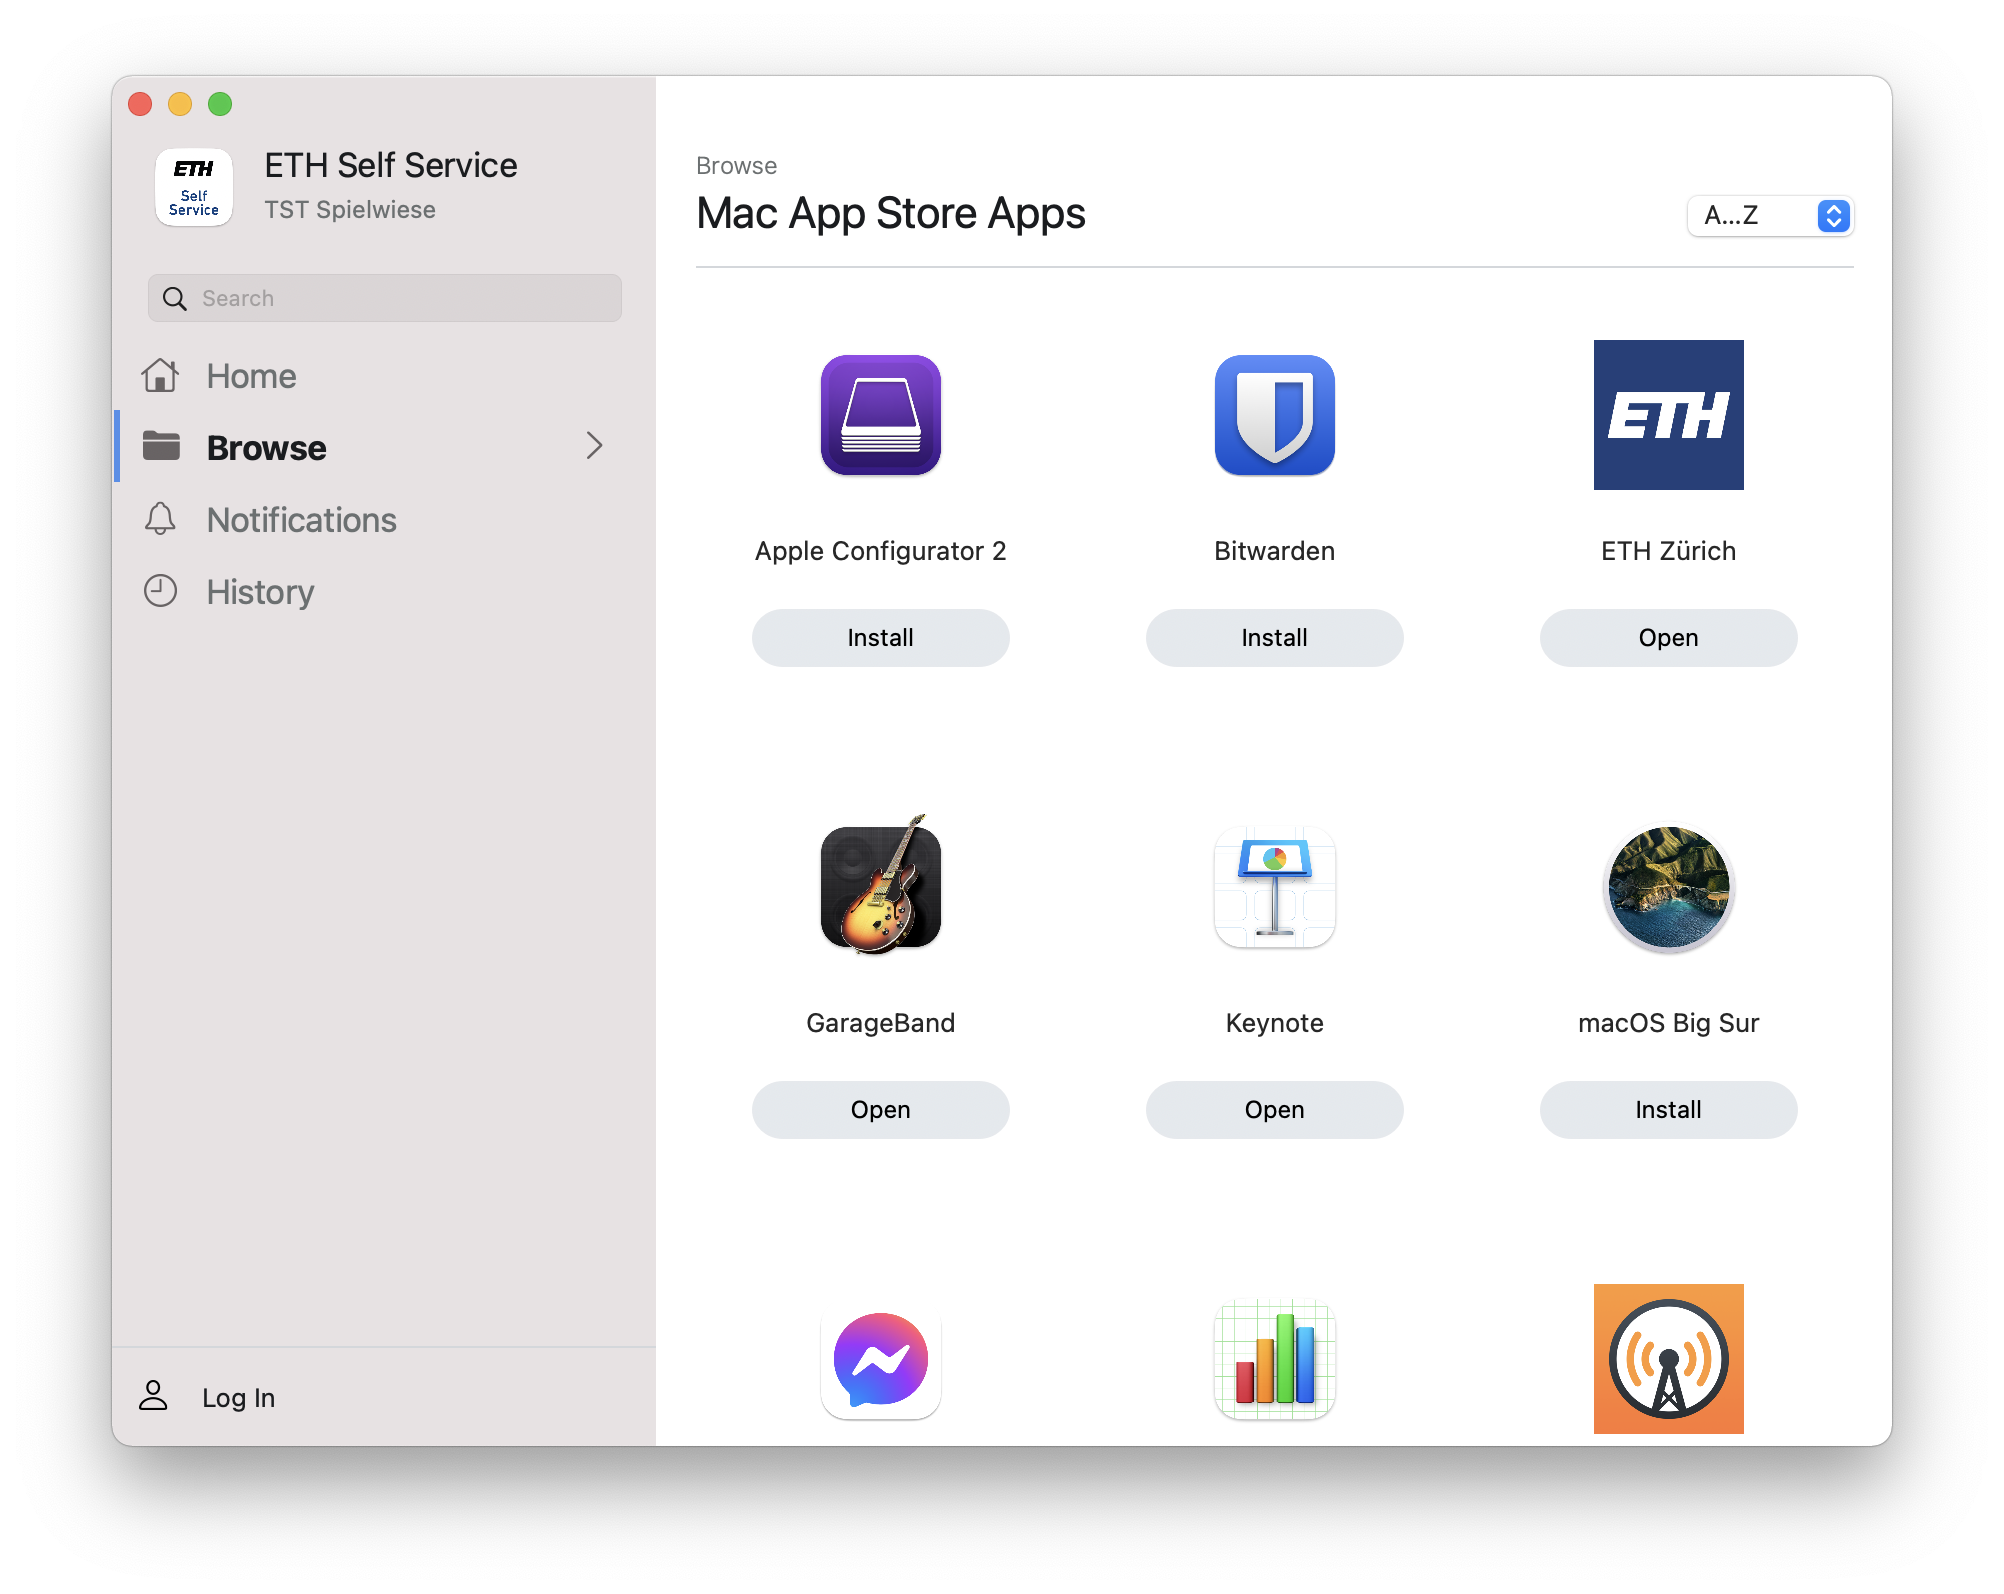 ETH
Self
Service
ETH Self Service
TST Spielwiese
Search
Home
Browse
Notifications
History
Log In
Browse
Mac App Store Apps
A...Z
ETH
Apple Configurator 2
Bitwarden
ETH Zürich
Install
Install
Open
GarageBand
Keynote
macOS Big Sur
Open
Open
Install